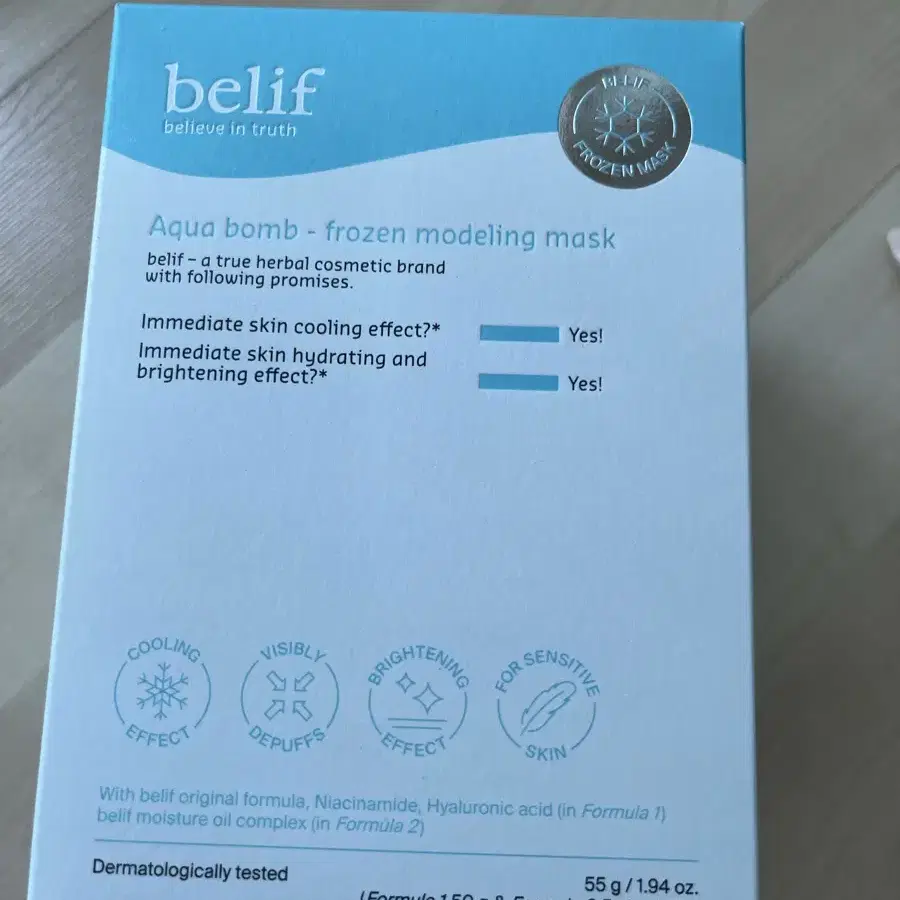 belif
believe in truth
BELIF
FROZEN MASK
Aqua bomb - frozen modeling mask
belif – a true herbal cosmetic brand
with following promises.
Immediate skin cooling effect?* Yes!
Immediate skin hydrating and
brightening effect?* Yes!
COOLING
EFFECT
VISIBLY
DEPUFFS
BRIGHTENING
EFFECT
FOR SENSITIVE
SKIN
With belif original formula, Niacinamide, Hyaluronic acid (in Formula 1)
belif moisture oil complex (in Formula 2)
Dermatologically tested
55 g / 1.94 oz.
(Formula 1 50 g &